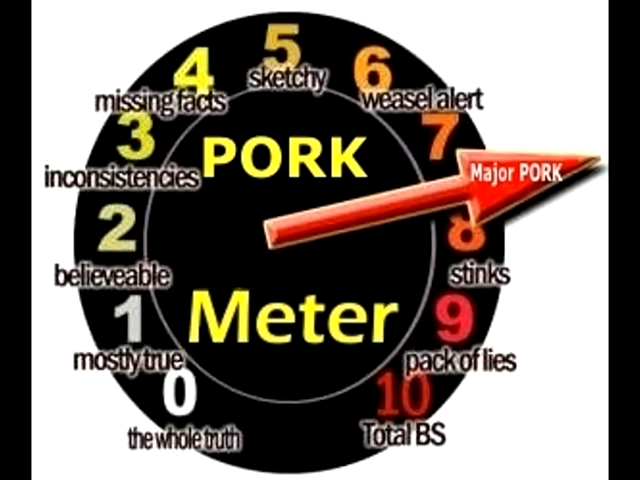 5
sketchy
4
missing facts
6
weasel alert
3
inconsistencies
7
PORK
Major PORK
2
believeable
8
stinks
1
mostly true
Meter
9
pack of lies
0
the whole truth
10
Total BS